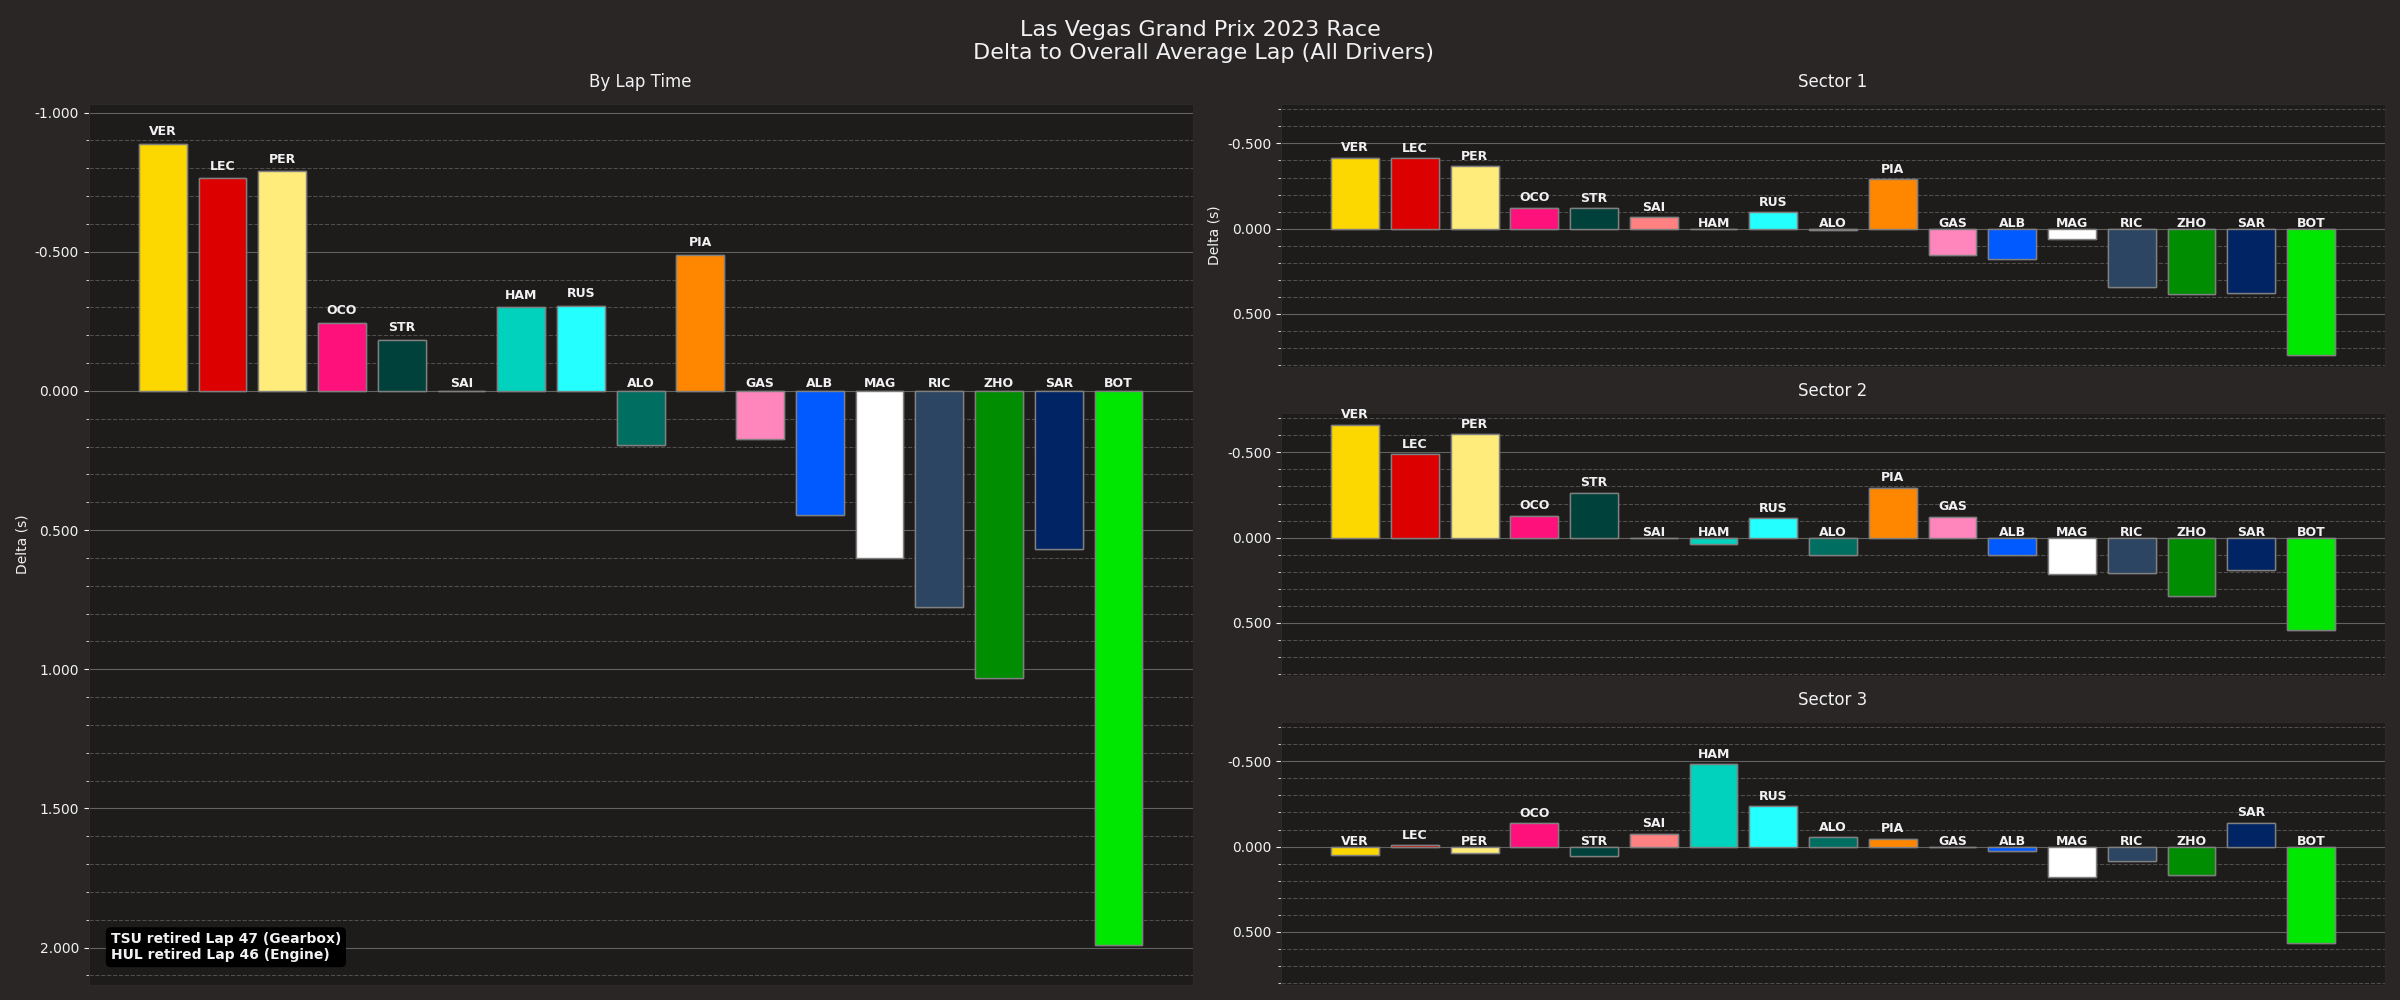 Las Vegas Grand Prix 2023 Race
Delta to Overall Average Lap (All Drivers)
By Lap Time
Delta (s)
-1.000
-0.500
0.000
0.500
1.000
1.500
2.000
VER
LEC
PER
OCO
STR
SAI
HAM
RUS
ALO
PIA
GAS
ALB
MAG
RIC
ZHO
SAR
BOT
TSU retired Lap 47 (Gearbox)
HUL retired Lap 46 (Engine)
Sector 1
Delta (s)
-0.500
0.000
0.500
VER
LEC
PER
OCO
STR
SAI
HAM
RUS
ALO
PIA
GAS
ALB
MAG
RIC
ZHO
SAR
BOT
Sector 2
-0.500
0.000
0.500
VER
LEC
PER
OCO
STR
SAI
HAM
RUS
ALO
PIA
GAS
ALB
MAG
RIC
ZHO
SAR
BOT
Sector 3
-0.500
0.000
0.500
VER
LEC
PER
OCO
STR
SAI
HAM
RUS
ALO
PIA
GAS
ALB
MAG
RIC
ZHO
SAR
BOT